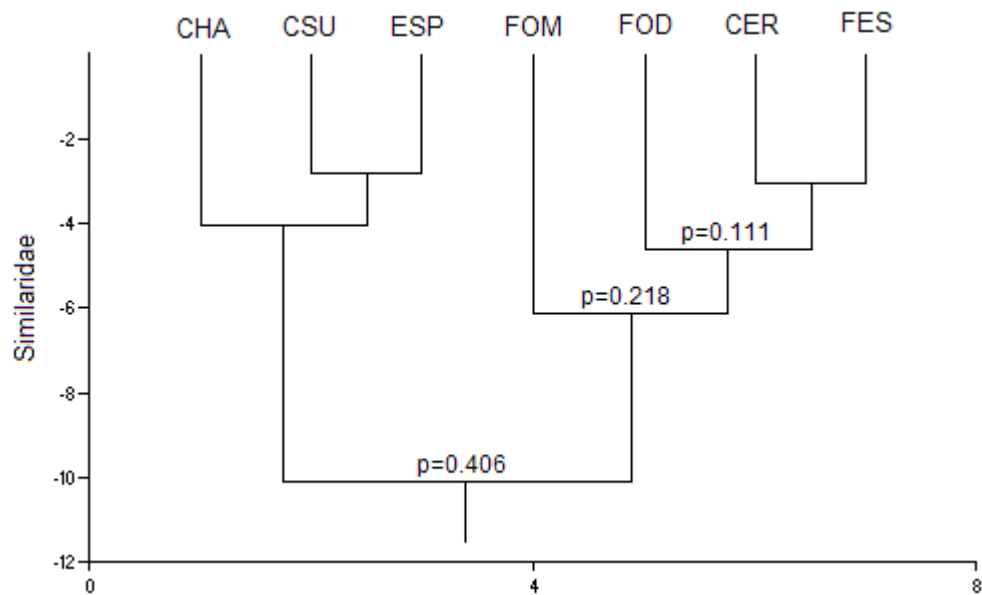 CHA CSU ESP FOM FOD CER FES
-2
-4
p=0.111
-6
p=0.218
Similaridae
-8
-10
p=0.406
-12
0 4 8